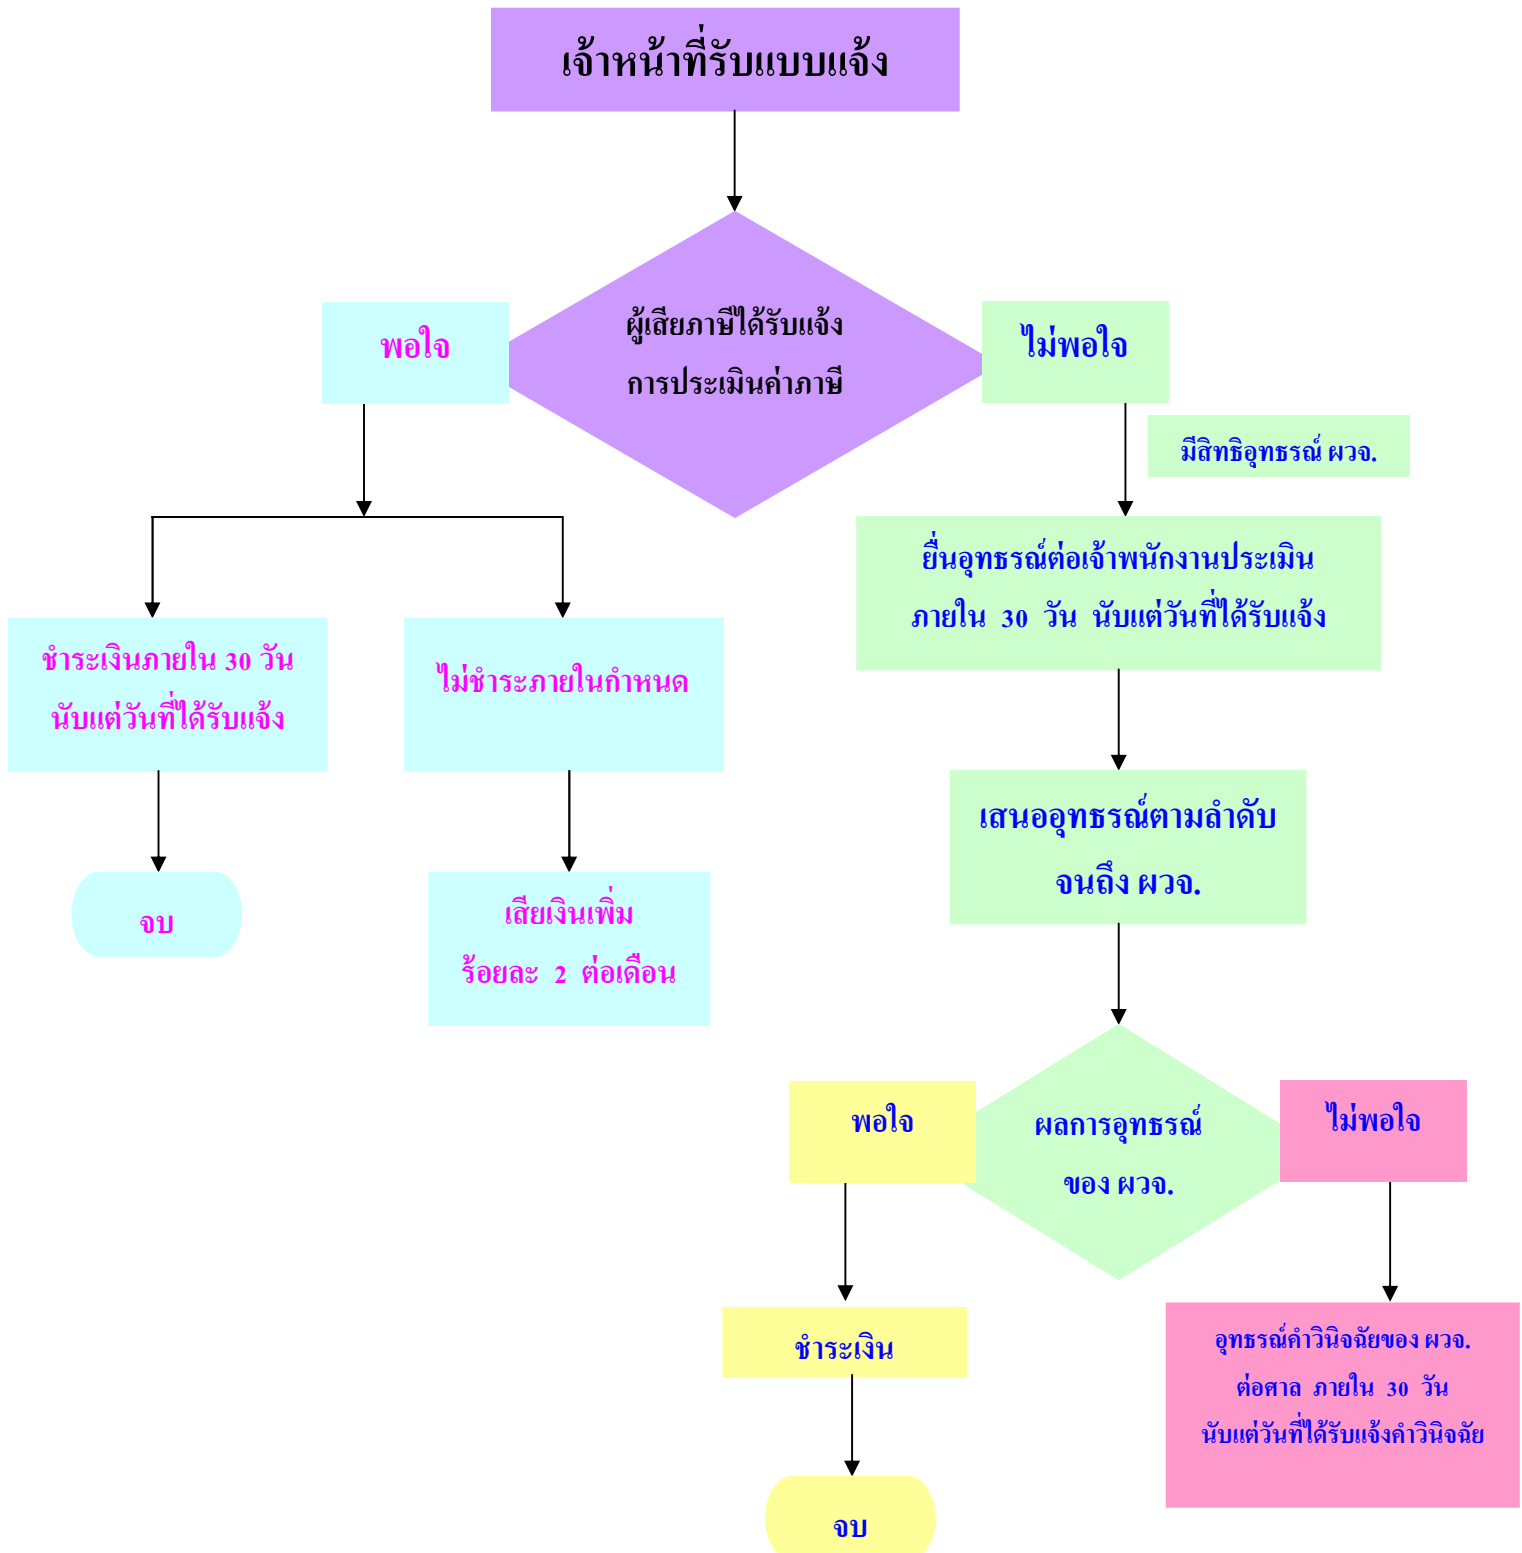 เจ้าหน้าที่รับแบบแจ้ง
ผู้เสียภาษีได้รับแจ้ง
การประเมินค่าภาษี
พอใจ
ไม่พอใจ
มีสิทธิอุทธรณ์ ผวจ.
ยื่นอุทธรณ์ต่อเจ้าพนักงานประเมิน
ภายใน 30 วัน นับแต่วันที่ได้รับแจ้ง
ชำระเงินภายใน 30 วัน
นับแต่วันที่ได้รับแจ้ง
ไม่ชำระภายในกำหนด
เสนออุทธรณ์ตามลำดับ
จนถึง ผวจ.
จบ
เสียเงินเพิ่ม
ร้อยละ 2 ต่อเดือน
พอใจ
ผลการอุทธรณ์
ของ ผวจ.
ไม่พอใจ
ชำระเงิน
อุทธรณ์คำวินิจฉัยของ ผวจ.
ต่อศาล ภายใน 30 วัน
นับแต่วันที่ได้รับแจ้งคำวินิจฉัย
จบ